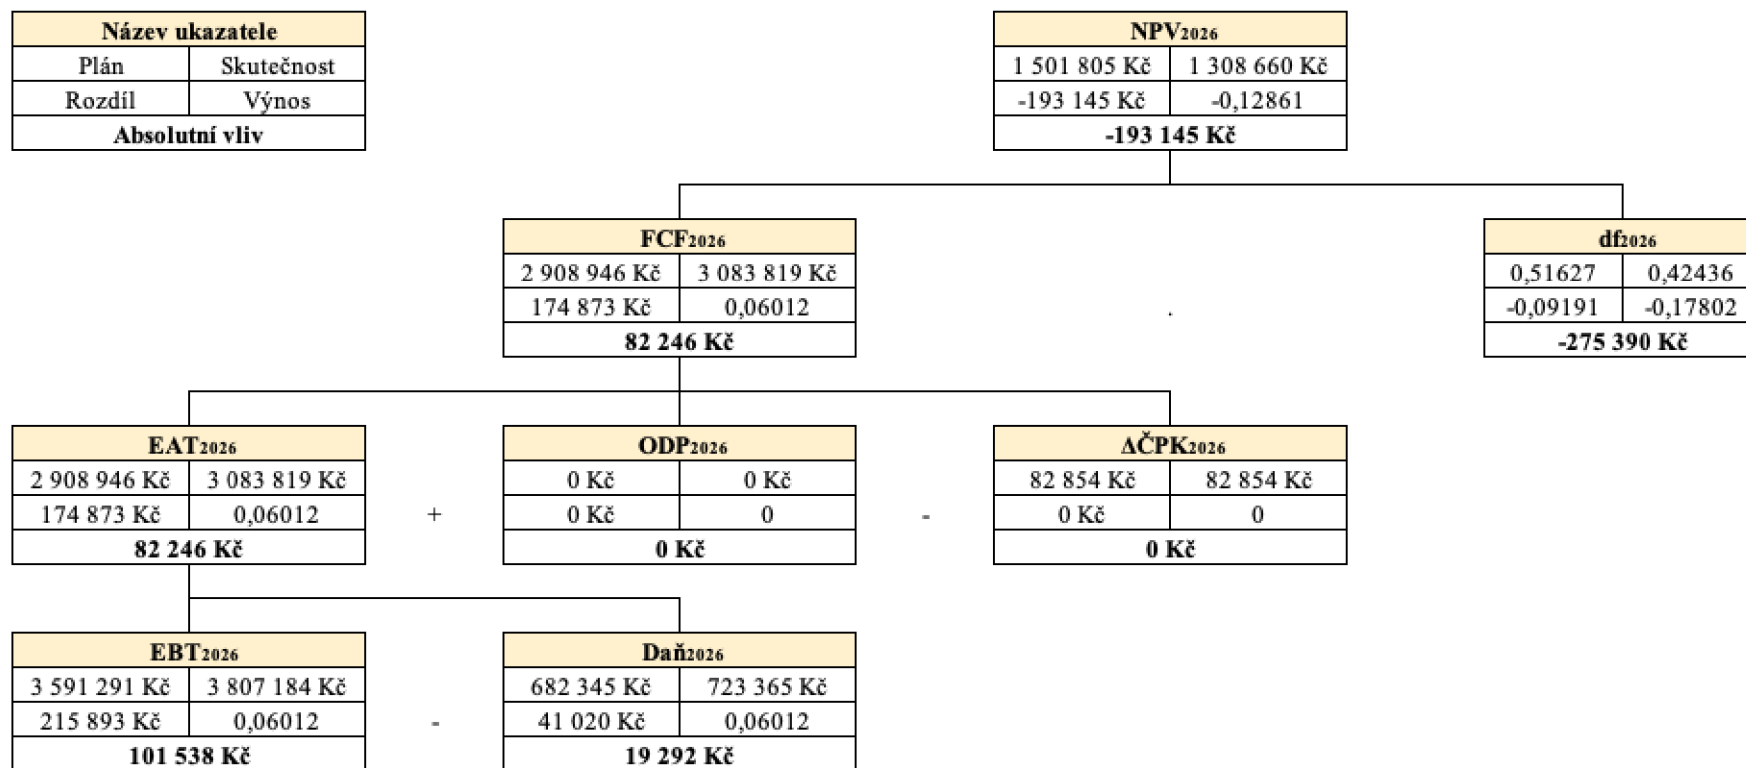 Název ukazatele
Plán Skutečnost
Rozdíl Výnos
Absolutní vliv
NPV2026
1 501 805 Kč 1 308 660 Kč
-193 145 Kč -0,12861
-193 145 Kč
FCF2026
2 908 946 Kč 3 083 819 Kč
174 873 Kč 0,06012
82 246 Kč
.
df2026
0,51627 0,42436
-0,09191 -0,17802
-275 390 Kč
EAT2026
2 908 946 Kč 3 083 819 Kč
174 873 Kč 0,06012
82 246 Kč
+
ODP2026
0 Kč 0 Kč
0 Kč 0
0 Kč
-
ΔČPK2026
82 854 Kč 82 854 Kč
0 Kč 0
0 Kč
EBT2026
3 591 291 Kč 3 807 184 Kč
215 893 Kč 0,06012
101 538 Kč
-
Daň2026
682 345 Kč 723 365 Kč
41 020 Kč 0,06012
19 292 Kč